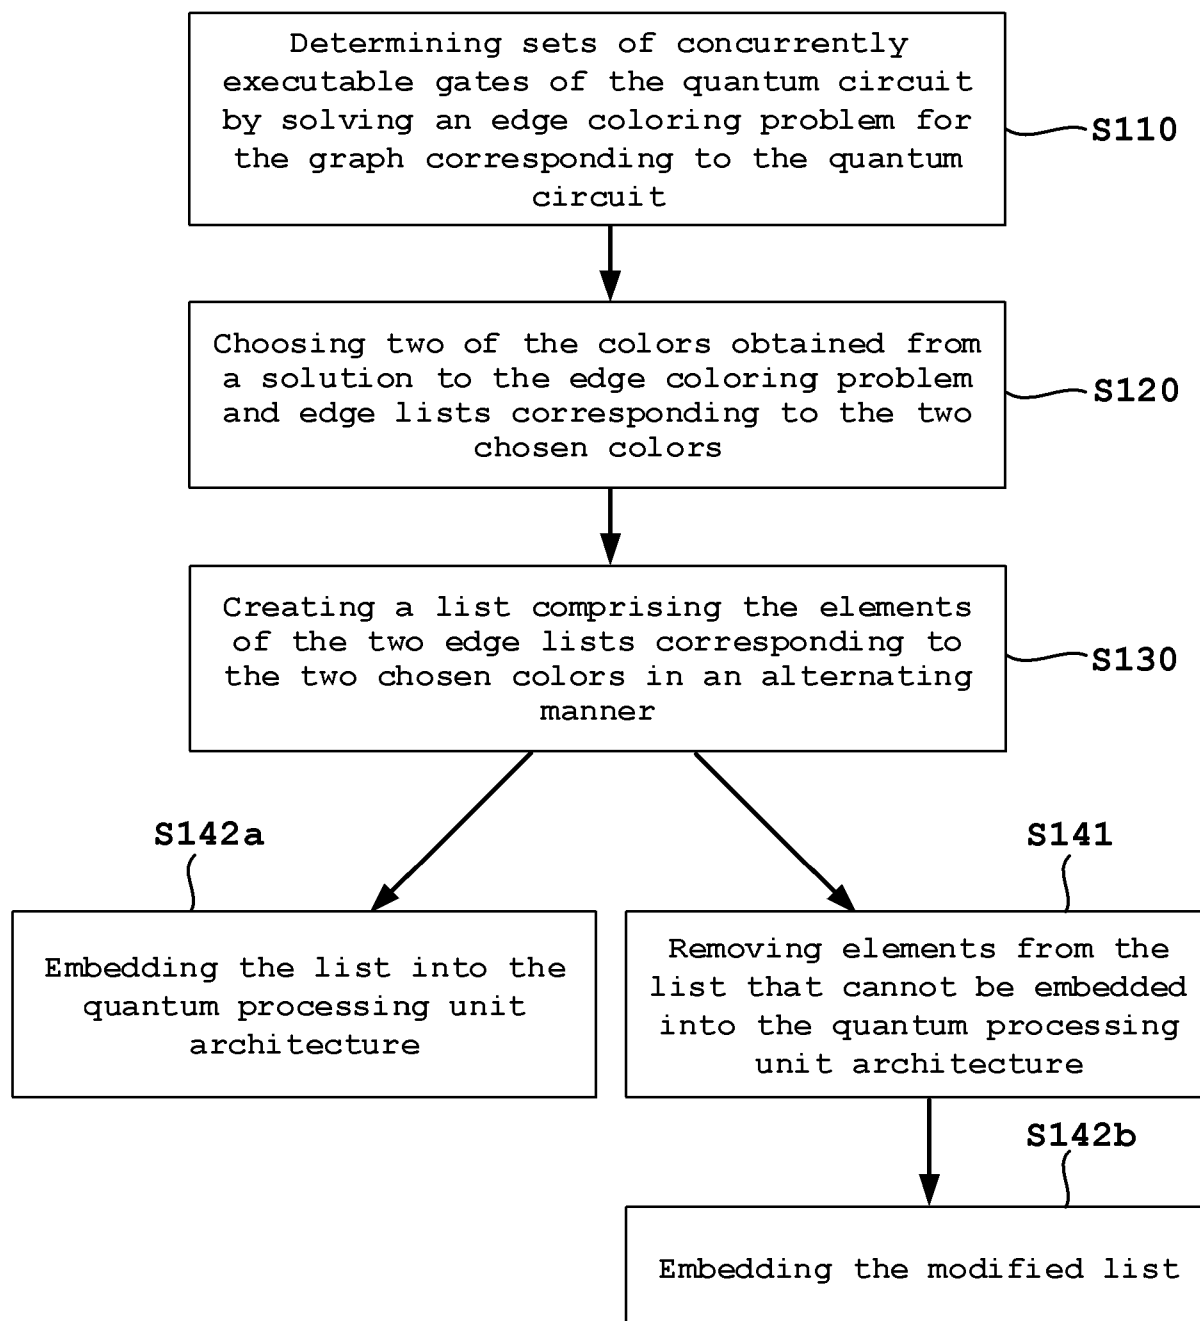 Determining sets of concurrently
executable gates of the quantum circuit
by solving an edge coloring problem for
the graph corresponding to the quantum
circuit
S110
Choosing two of the colors obtained from
a solution to the edge coloring problem
and edge lists corresponding to the two
chosen colors
S120
Creating a list comprising the elements
of the two edge lists corresponding to
the two chosen colors in an alternating
manner
S130
S142a
Embedding the list into the
quantum processing unit
architecture
S141
Removing elements from the
list that cannot be embedded
into the quantum processing
unit architecture
S142b
Embedding the modified list